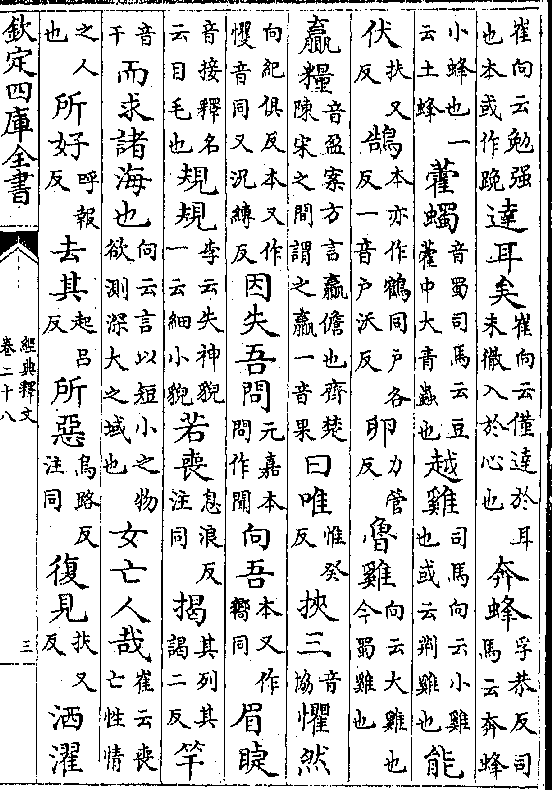 崔向云勉强也本或作跪達耳矣崔向云僅達於耳未徹入於心也奔蜂孚恭反司馬云奔蜂
小蜂也一云土蜂藿蠋音蜀司馬云豆藿中大青蟲也越雞司馬向云小雞也或云荆雞也能
伏扶又反鵠本亦作鶴同户各反一音户沃反卵力管反魯雞向云大雞也今蜀雞也
贏糧音盈案方言贏儋也齊楚陳宋之間謂之贏一音果曰唯惟癸反挾三音協懼然
向紀俱反本又作戄音同又況縛反因失吾問元嘉本問作聞向吾本又作嚮同眉睫
音接釋名云目毛也規規李云失神貌一云細小貌若喪息浪反注同揭其列其謁二反竿
音干而求諸海也向云言以短小之物欲測深大之域也女亡人哉崔云喪亡性情
之人也所好呼報反去其起吕反所惡烏路反注同復見扶又反洒濯
欽定四庫全書
經典釋文
卷二十八
三